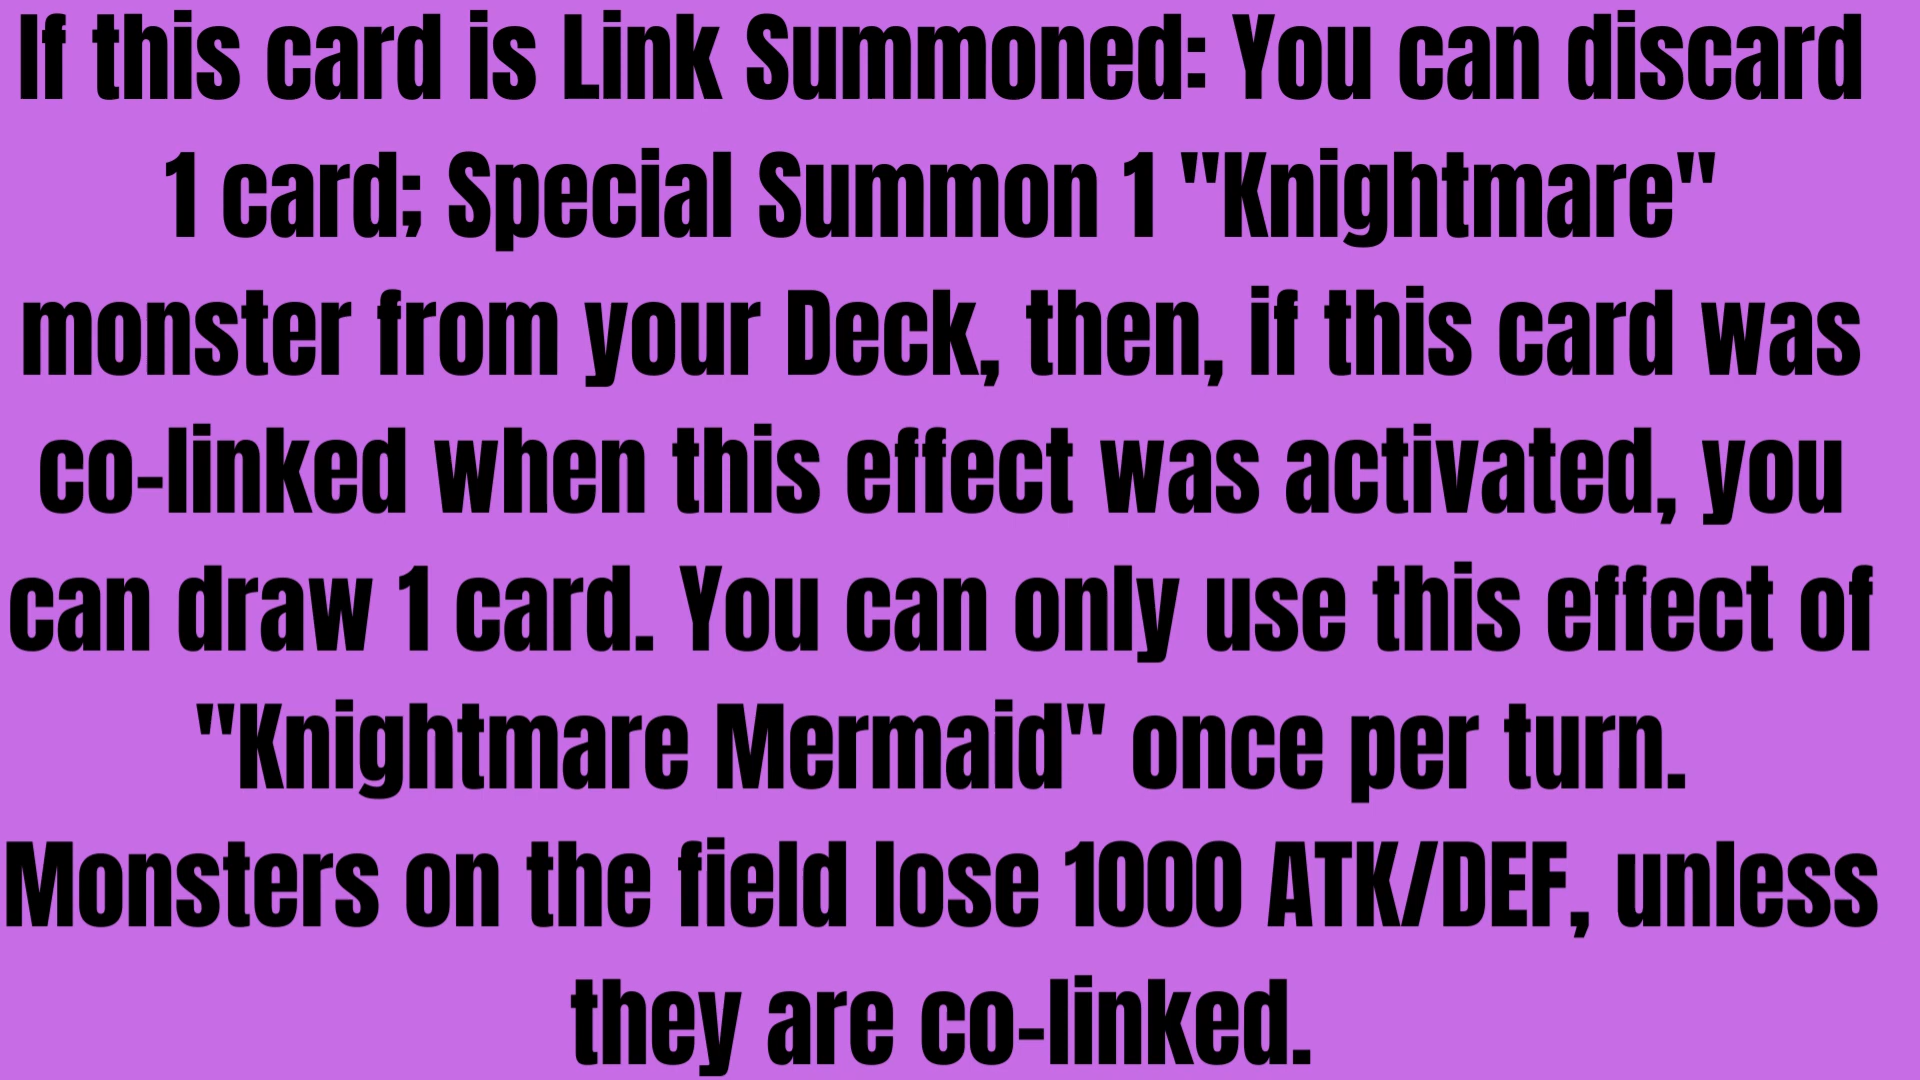 If this card is Link Summoned: You can discard
1 card; Special Summon 1 "Knightmare"
monster from your Deck, then, if this card was
co-linked when this effect was activated, you
can draw 1 card. You can only use this effect of
"Knightmare Mermaid" once per turn.
Monsters on the field lose 1000 ATK/DEF, unless
they are co-linked.